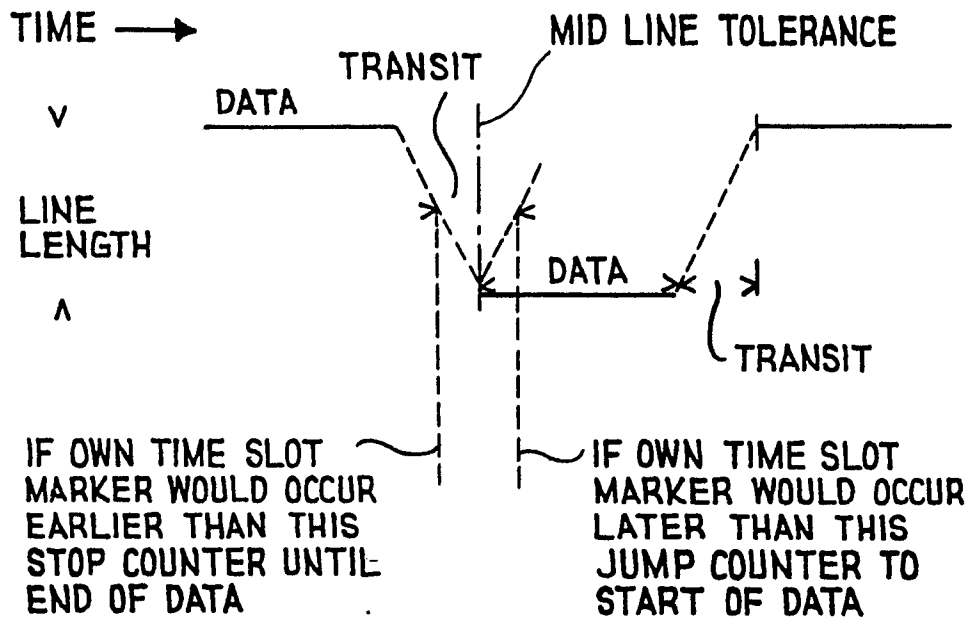 TIME
MID LINE TOLERANCE
TRANSIT
DATA
LINE
LENGTH
DATA
TRANSIT
IF OWN TIME SLOT
MARKER WOULD OCCUR
EARLIER THAN THIS
STOP COUNTER UNTIL
END OF DATA
IF OWN TIME SLOT
MARKER WOULD OCCUR
LATER THAN THIS
JUMP COUNTER TO
START OF DATA